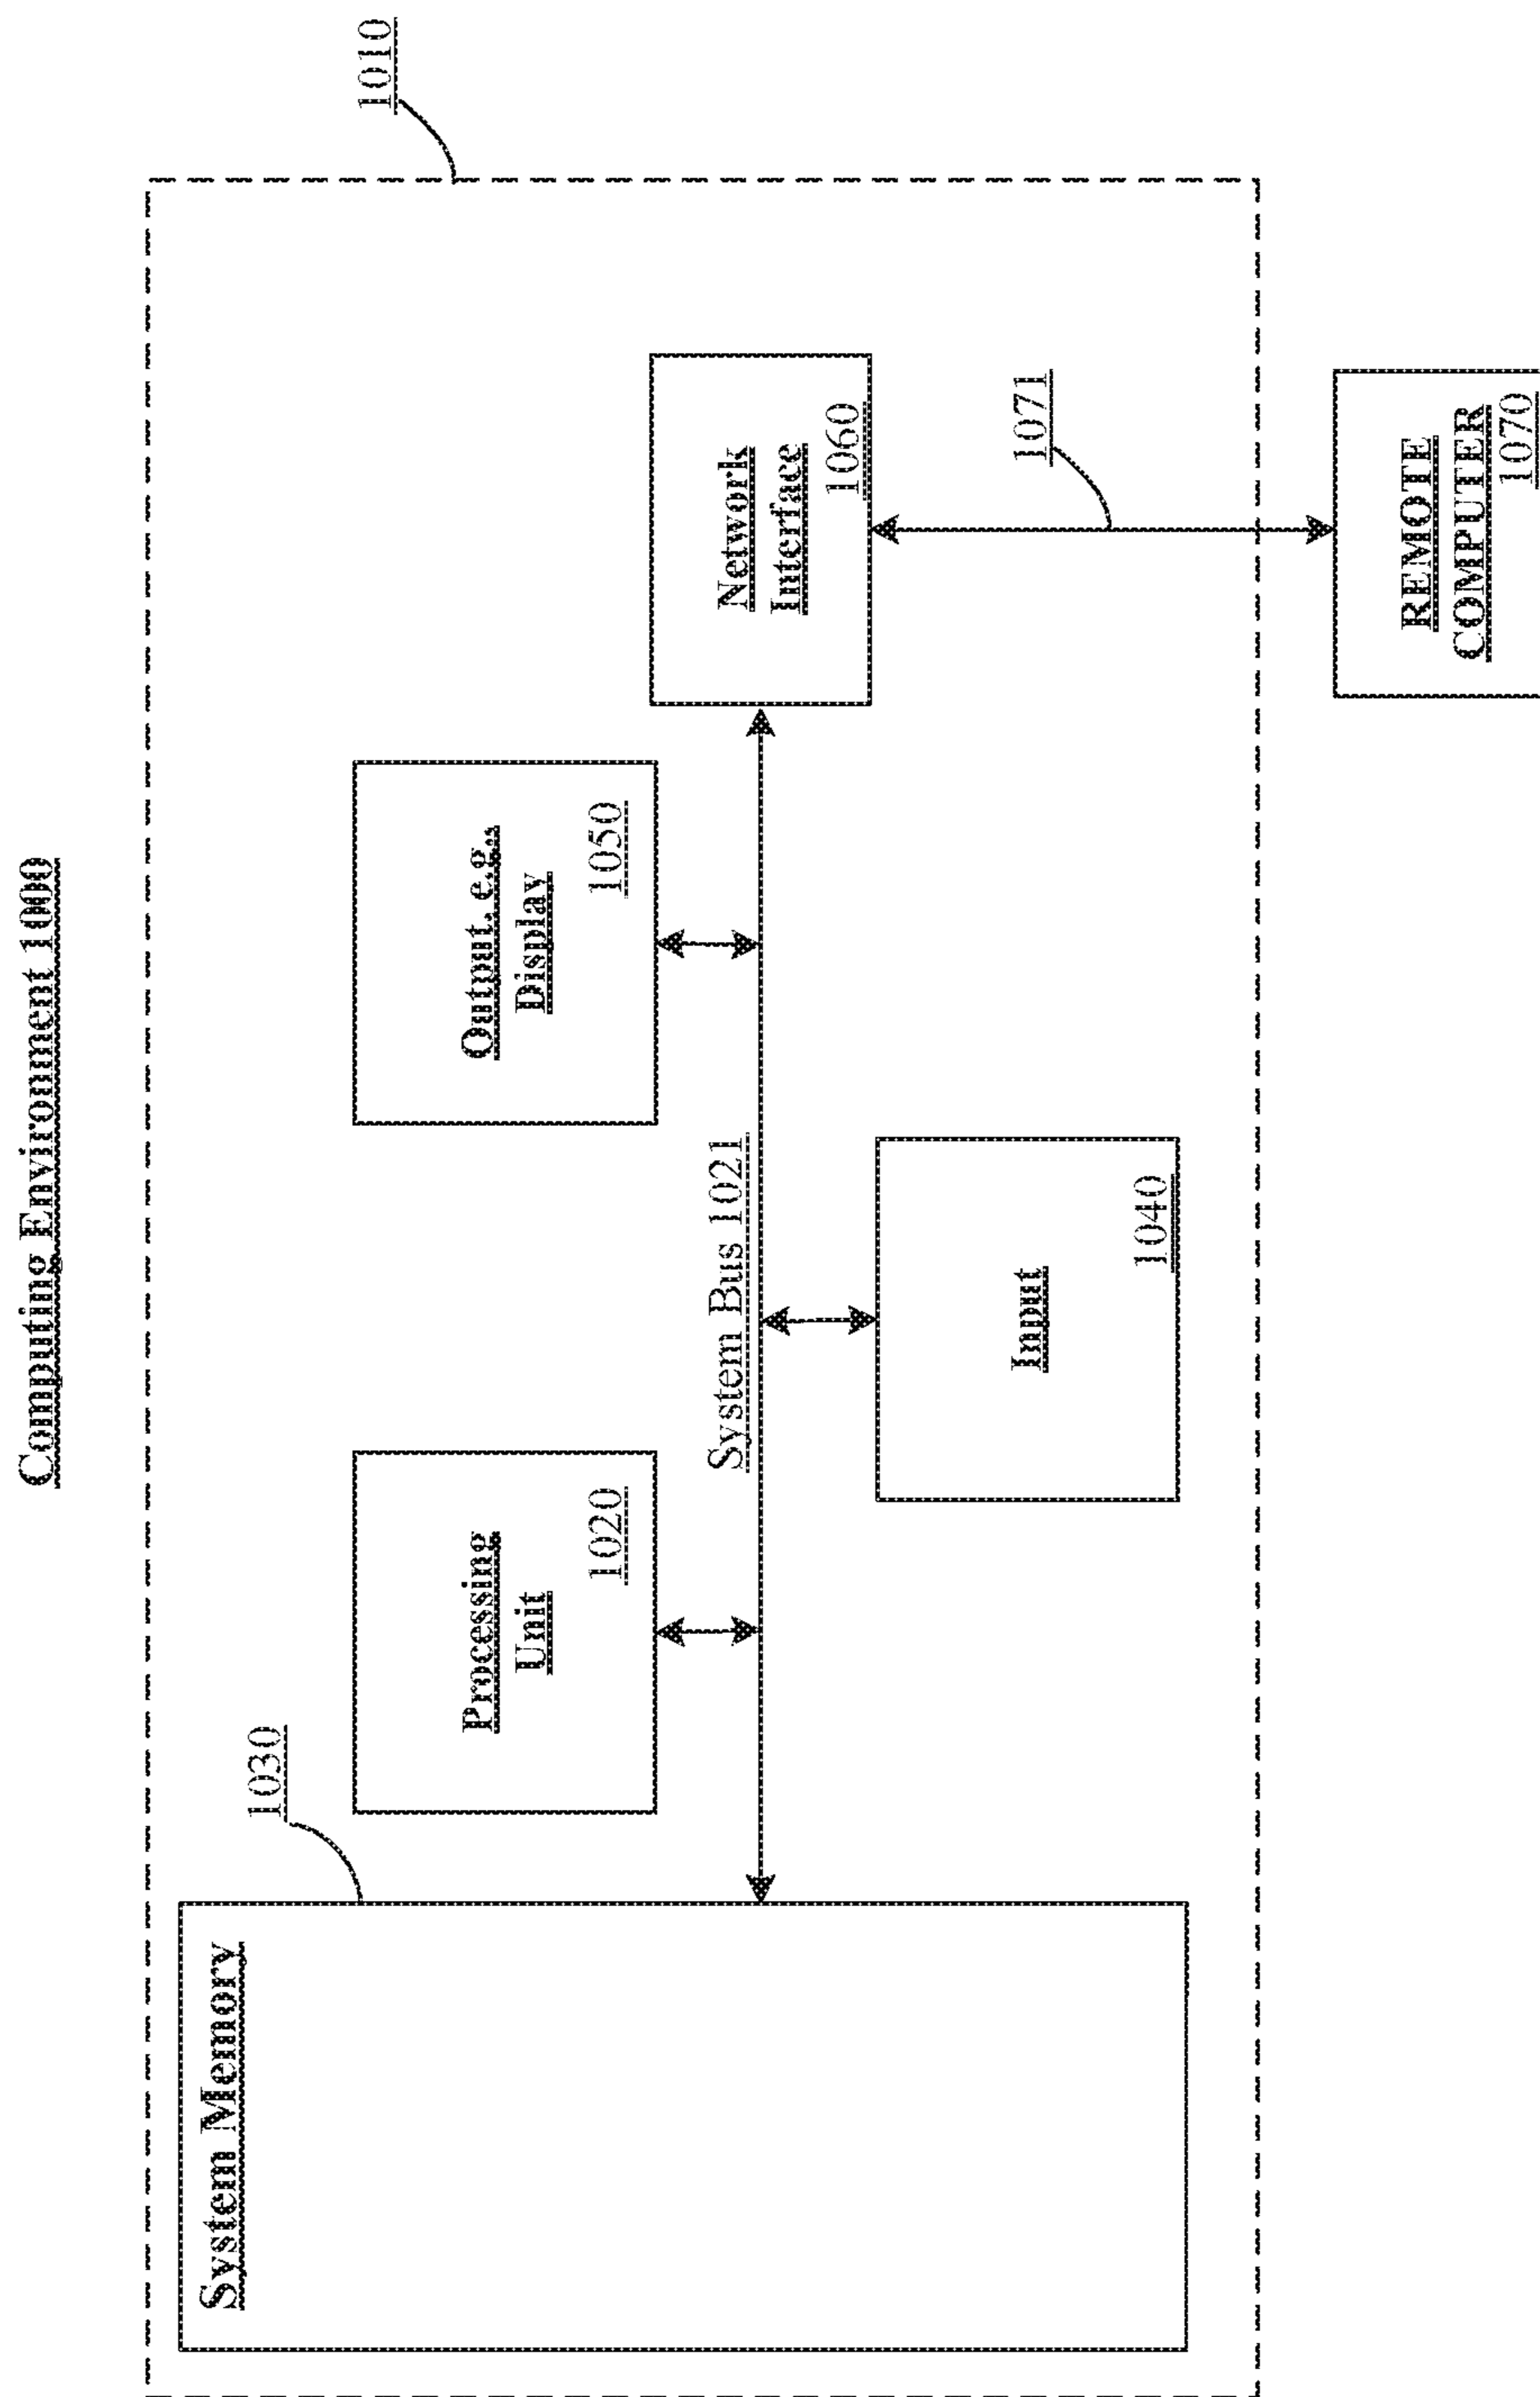 Computing Environment 1000
1010
System Memory
1030
Processing
Unit
1020
Output, e.g.,
Display
1050
System Bus 1021
Network
Interface
1060
Input
1040
1071
REMOTE
COMPUTER
1070